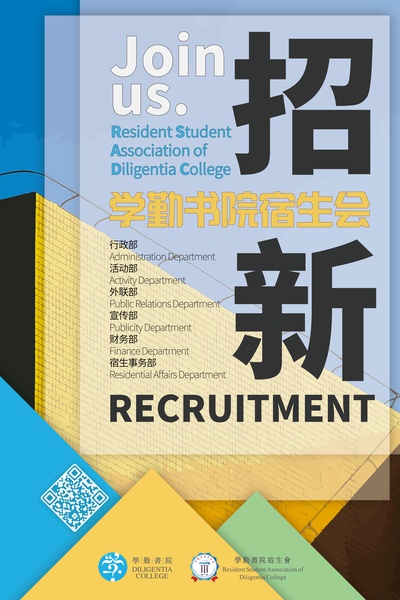 Join
us.
招
Resident Student
Association of
Diligentia College
学勤书院宿生会
行政部
Administration Department
活动部
Activity Department
外联部
Public Relations Department
宣传部
Publicity Department
财务部
Finance Department
宿生事务部
Residential Affairs Department
新
RECRUITMENT
學勤書院
DILIGENTIA
COLLEGE
學勤書院宿生會
Resident Student Association of
Diligentia College